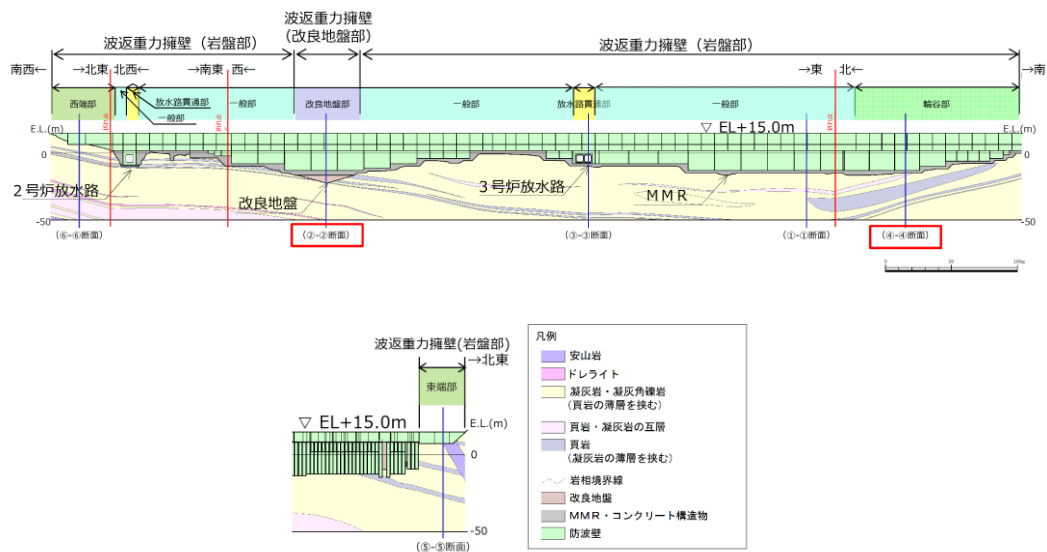 波返重力擁壁（岩盤部）
波返重力擁壁
（改良地盤部）
波返重力擁壁（岩盤部）
南西← →北東 北西← →南東 西← →東 北← →南
西端部
放水路貫通部
一般部
一般部
改良地盤部
一般部
放水路貫通部
一般部
輪谷部
E.L.(m)
▽ EL+15.0m
E.L.(m)
0
0
２号炉放水路
改良地盤
３号炉放水路
ＭＭＲ
-50
-50
（⑥-⑥断面）
（②-②断面）
（③-③断面）
（①-①断面）
（④-④断面）
0 50 100m
波返重力擁壁(岩盤部)
→北東
東端部
▽ EL+15.0m
E.L.(m)
0
-50
（⑤-⑤断面）
凡例
安山岩
ドレライト
凝灰岩・凝灰角礫岩
（頁岩の薄層を挟む）
頁岩・凝灰岩の互層
頁岩
（凝灰岩の薄層を挟む）
岩相境界線
改良地盤
ＭＭＲ・コンクリート構造物
防波壁